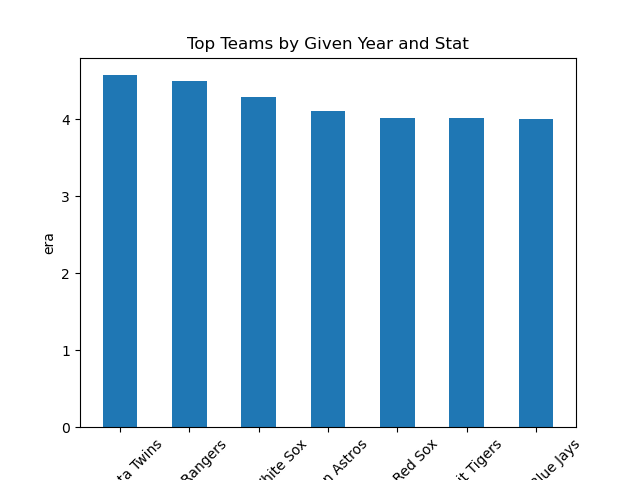 Top Teams by Given Year and Stat
era
4
3
2
1
0
ta Twins
Rangers
hite Sox
n Astros
Red Sox
it Tigers
Blue Jays